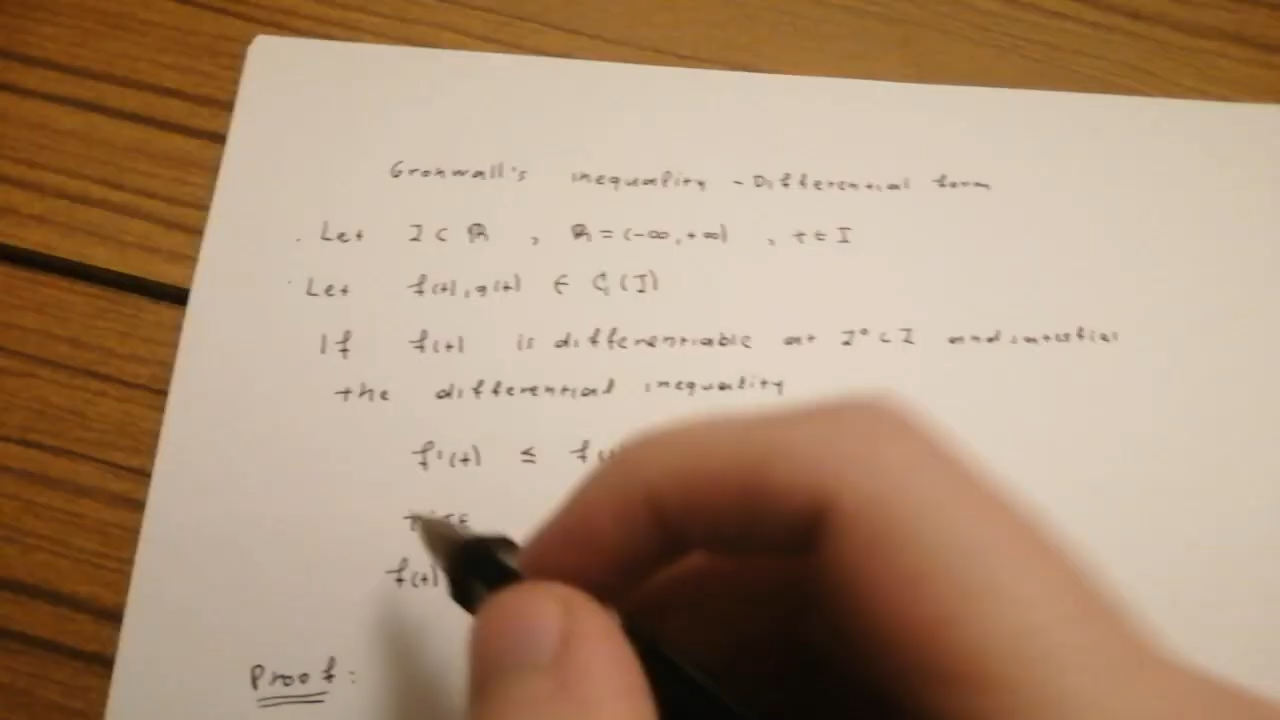 Gronwall's inequality - Differential form
. Let I ⊂ ℝ , ℝ = (-∞, +∞) , t ∈ I
. Let f(t), g(t) ∈ C(I)
If f(t) is differentiable at I° ⊂ I and satisfies
the differential inequality
f'(t) ≤ f(
f(t)
Proof: